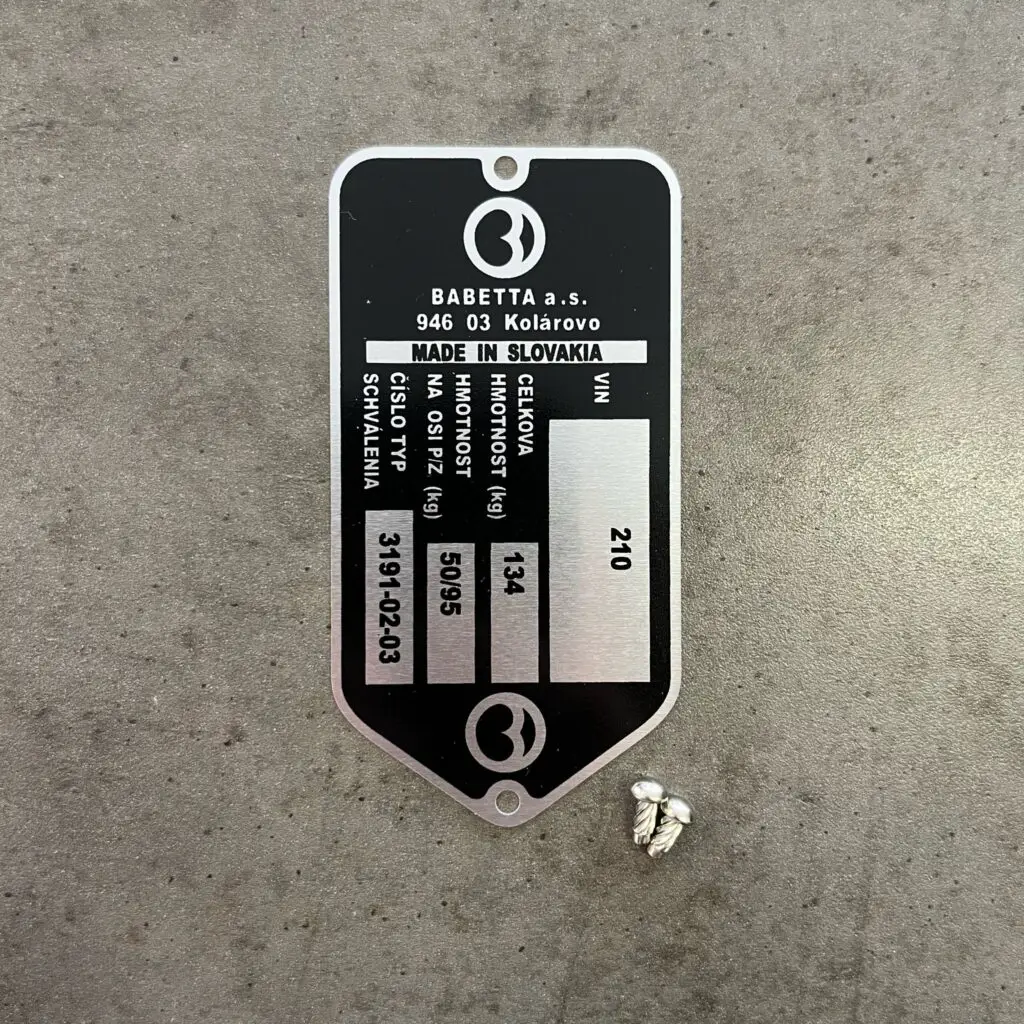 BABETTA a.s.
946 03 Kolárovo
MADE IN SLOVAKIA
VIN
210
CELKOVA
HMOTNOST (kg)
134
HMOTNOST
NA OSI P/Z (kg)
50/95
ČÍSLO TYP
SCHVÁLENIA
3191-02-03